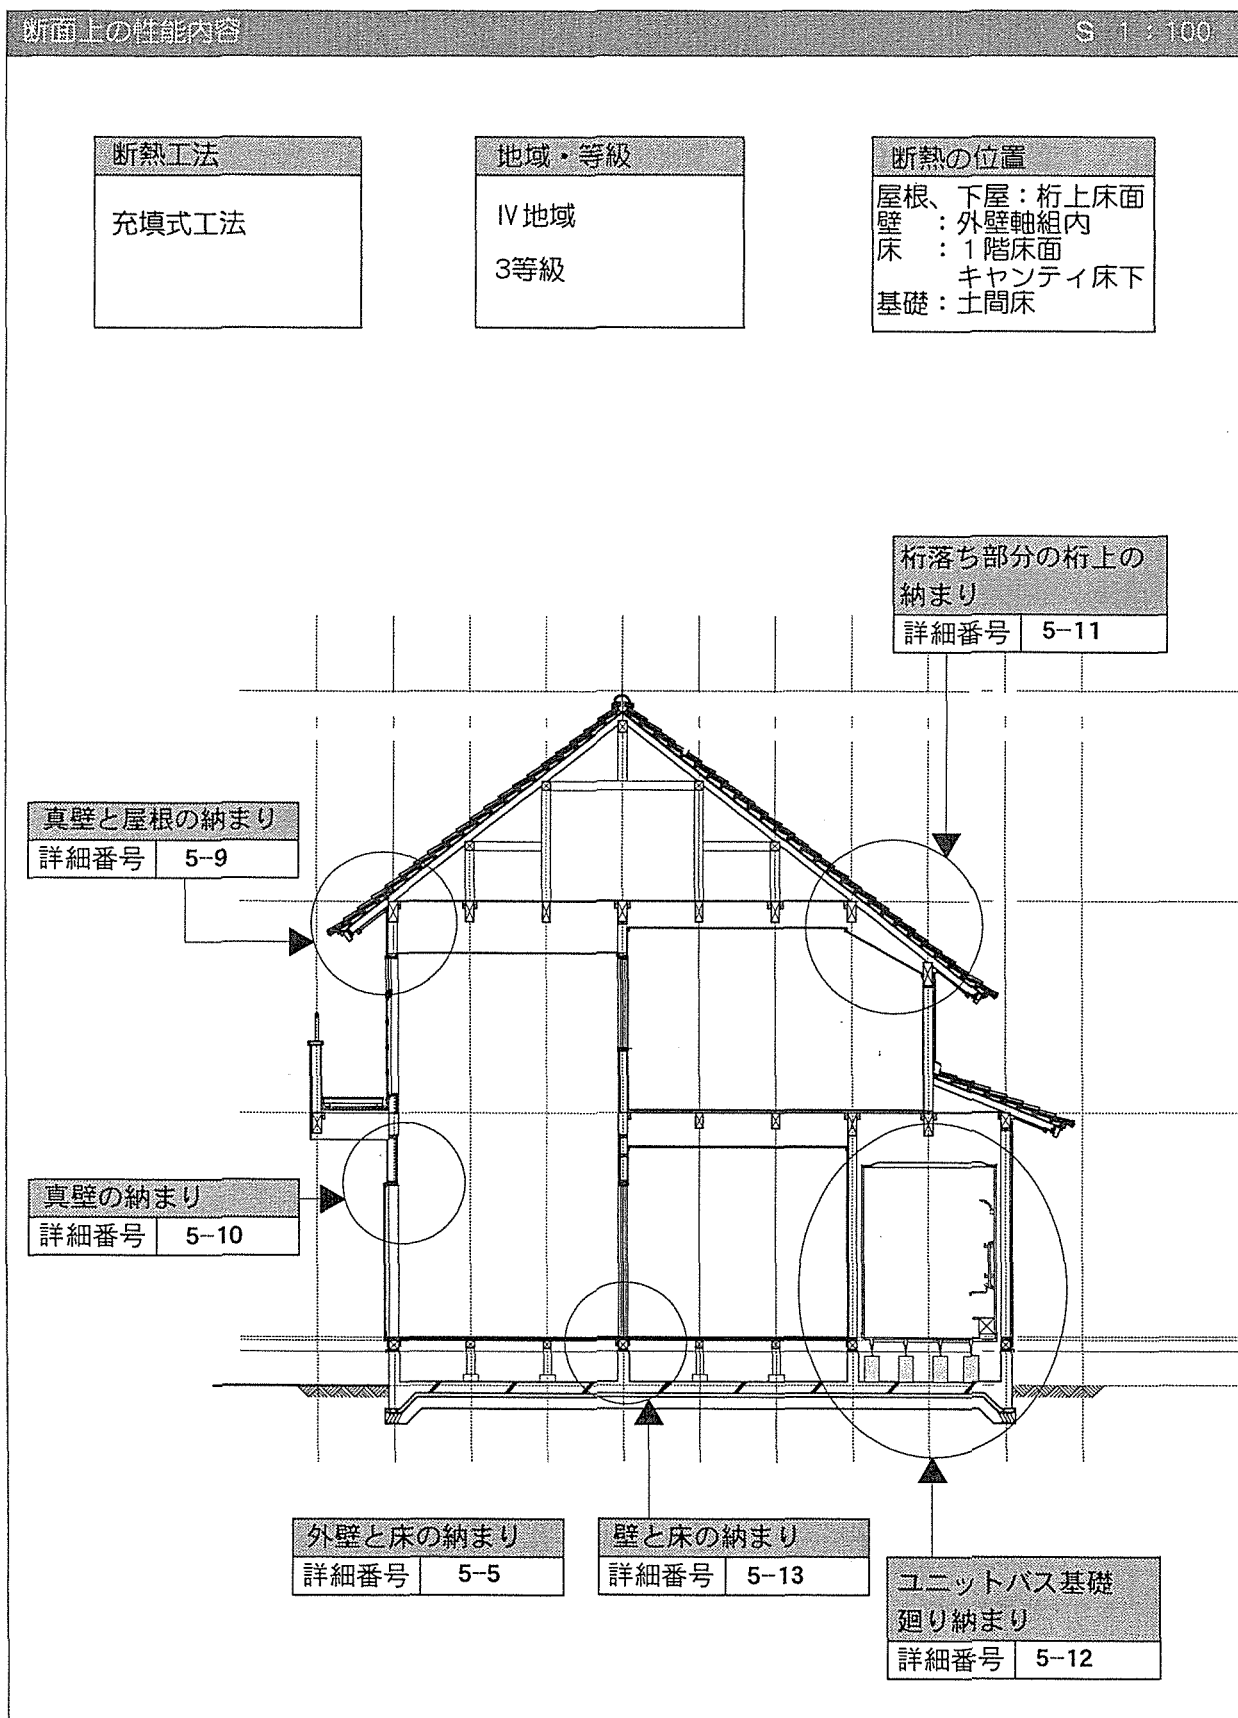 断面上の性能内容 S 1:100
断熱工法
充填式工法
地域・等級
IV地域
3等級
断熱の位置
屋根、下屋:桁上床面
壁 :外壁軸組内
床 :1階床面
キャンティ床下
基礎:土間床
桁落ち部分の桁上の
納まり
詳細番号 5-11
真壁と屋根の納まり
詳細番号 5-9
真壁の納まり
詳細番号 5-10
外壁と床の納まり
詳細番号 5-5
壁と床の納まり
詳細番号 5-13
ユニットバス基礎
廻り納まり
詳細番号 5-12